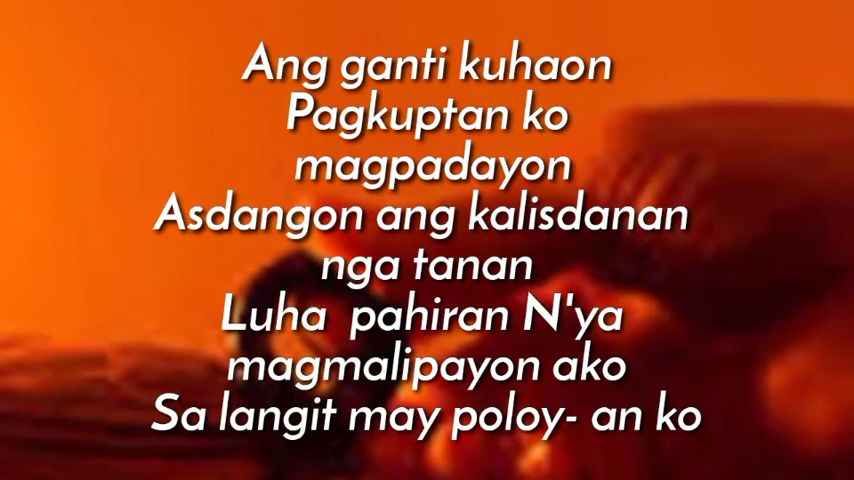 Ang ganti kuhaon
Pagkuptan ko
magpadayon
Asdangon ang kalisdanan
nga tanan
Luha pahiran N'ya
magmalipayon ako
Sa langit may poloy- an ko